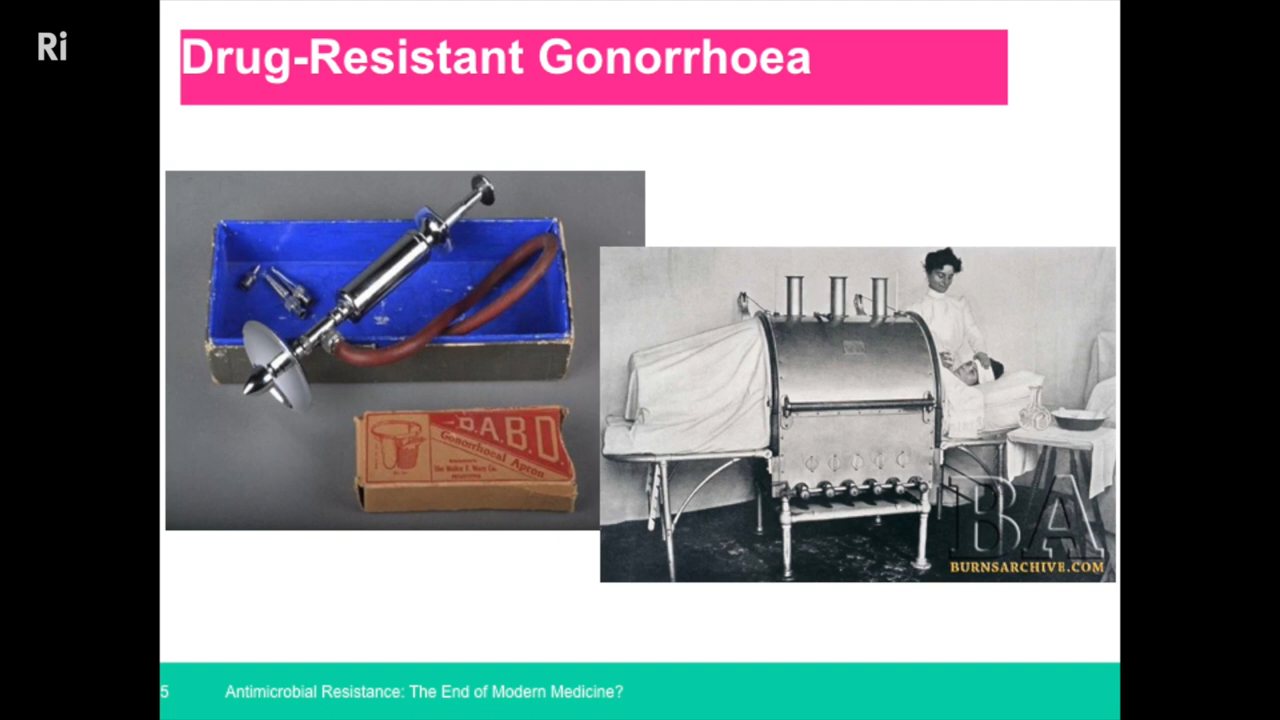 Ri
Drug-Resistant Gonorrhoea
P.A.B.D.
Gonorrhoeal Apron
BA
BURNSARCHIVE.COM
5
Antimicrobial Resistance: The End of Modern Medicine?